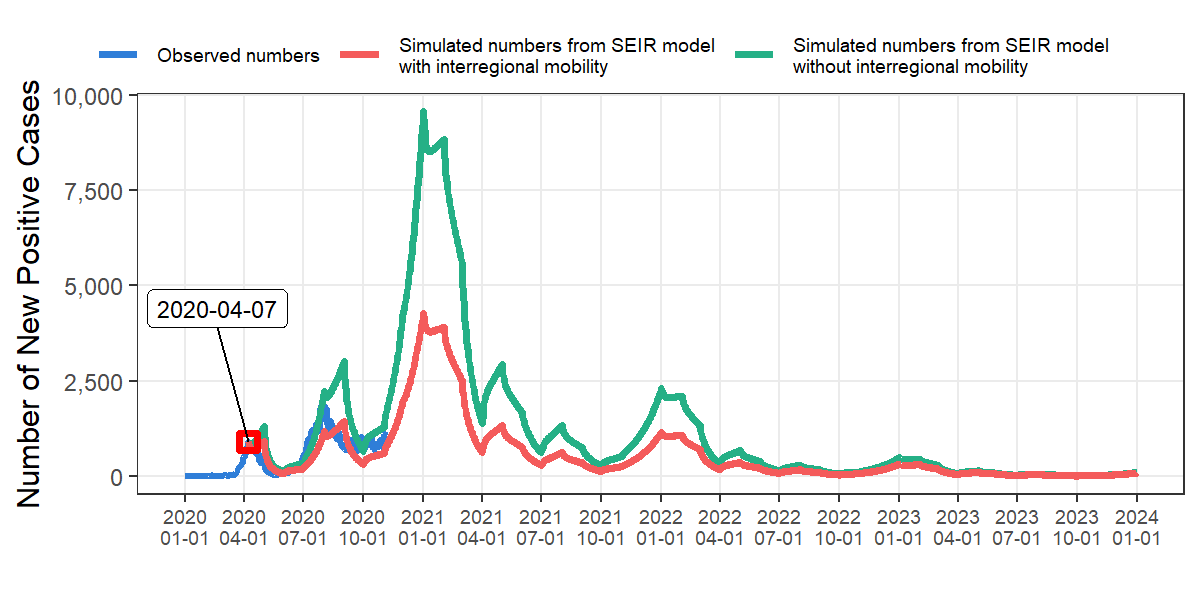 Observed numbers
Simulated numbers from SEIR model
with interregional mobility
Simulated numbers from SEIR model
without interregional mobility
Number of New Positive Cases
10,000
7,500
5,000
2,500
0
2020-04-07
2020 2020 2020 2020 2021 2021 2021 2021 2022 2022 2022 2022 2023 2023 2023 2023 2024
01-01 04-01 07-01 10-01 01-01 04-01 07-01 10-01 01-01 04-01 07-01 10-01 01-01 04-01 07-01 10-01 01-01